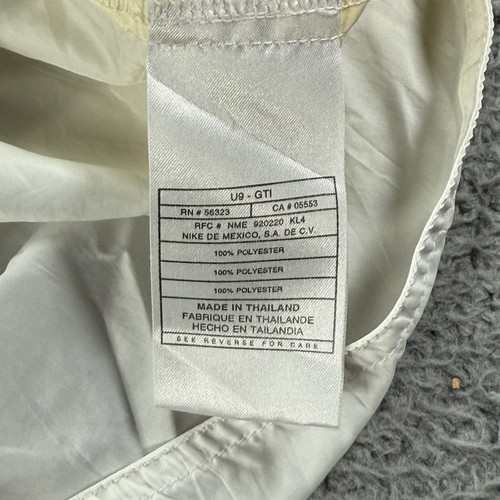 U9 - GTI
RN # 56323 CA # 05553
RFC # NME 920220 KL4
NIKE DE MEXICO, S.A. DE C.V.
100% POLYESTER
100% POLYESTER
100% POLYESTER
MADE IN THAILAND
FABRIQUE EN THAILANDE
HECHO EN TAILANDIA
SEE REVERSE FOR CARE